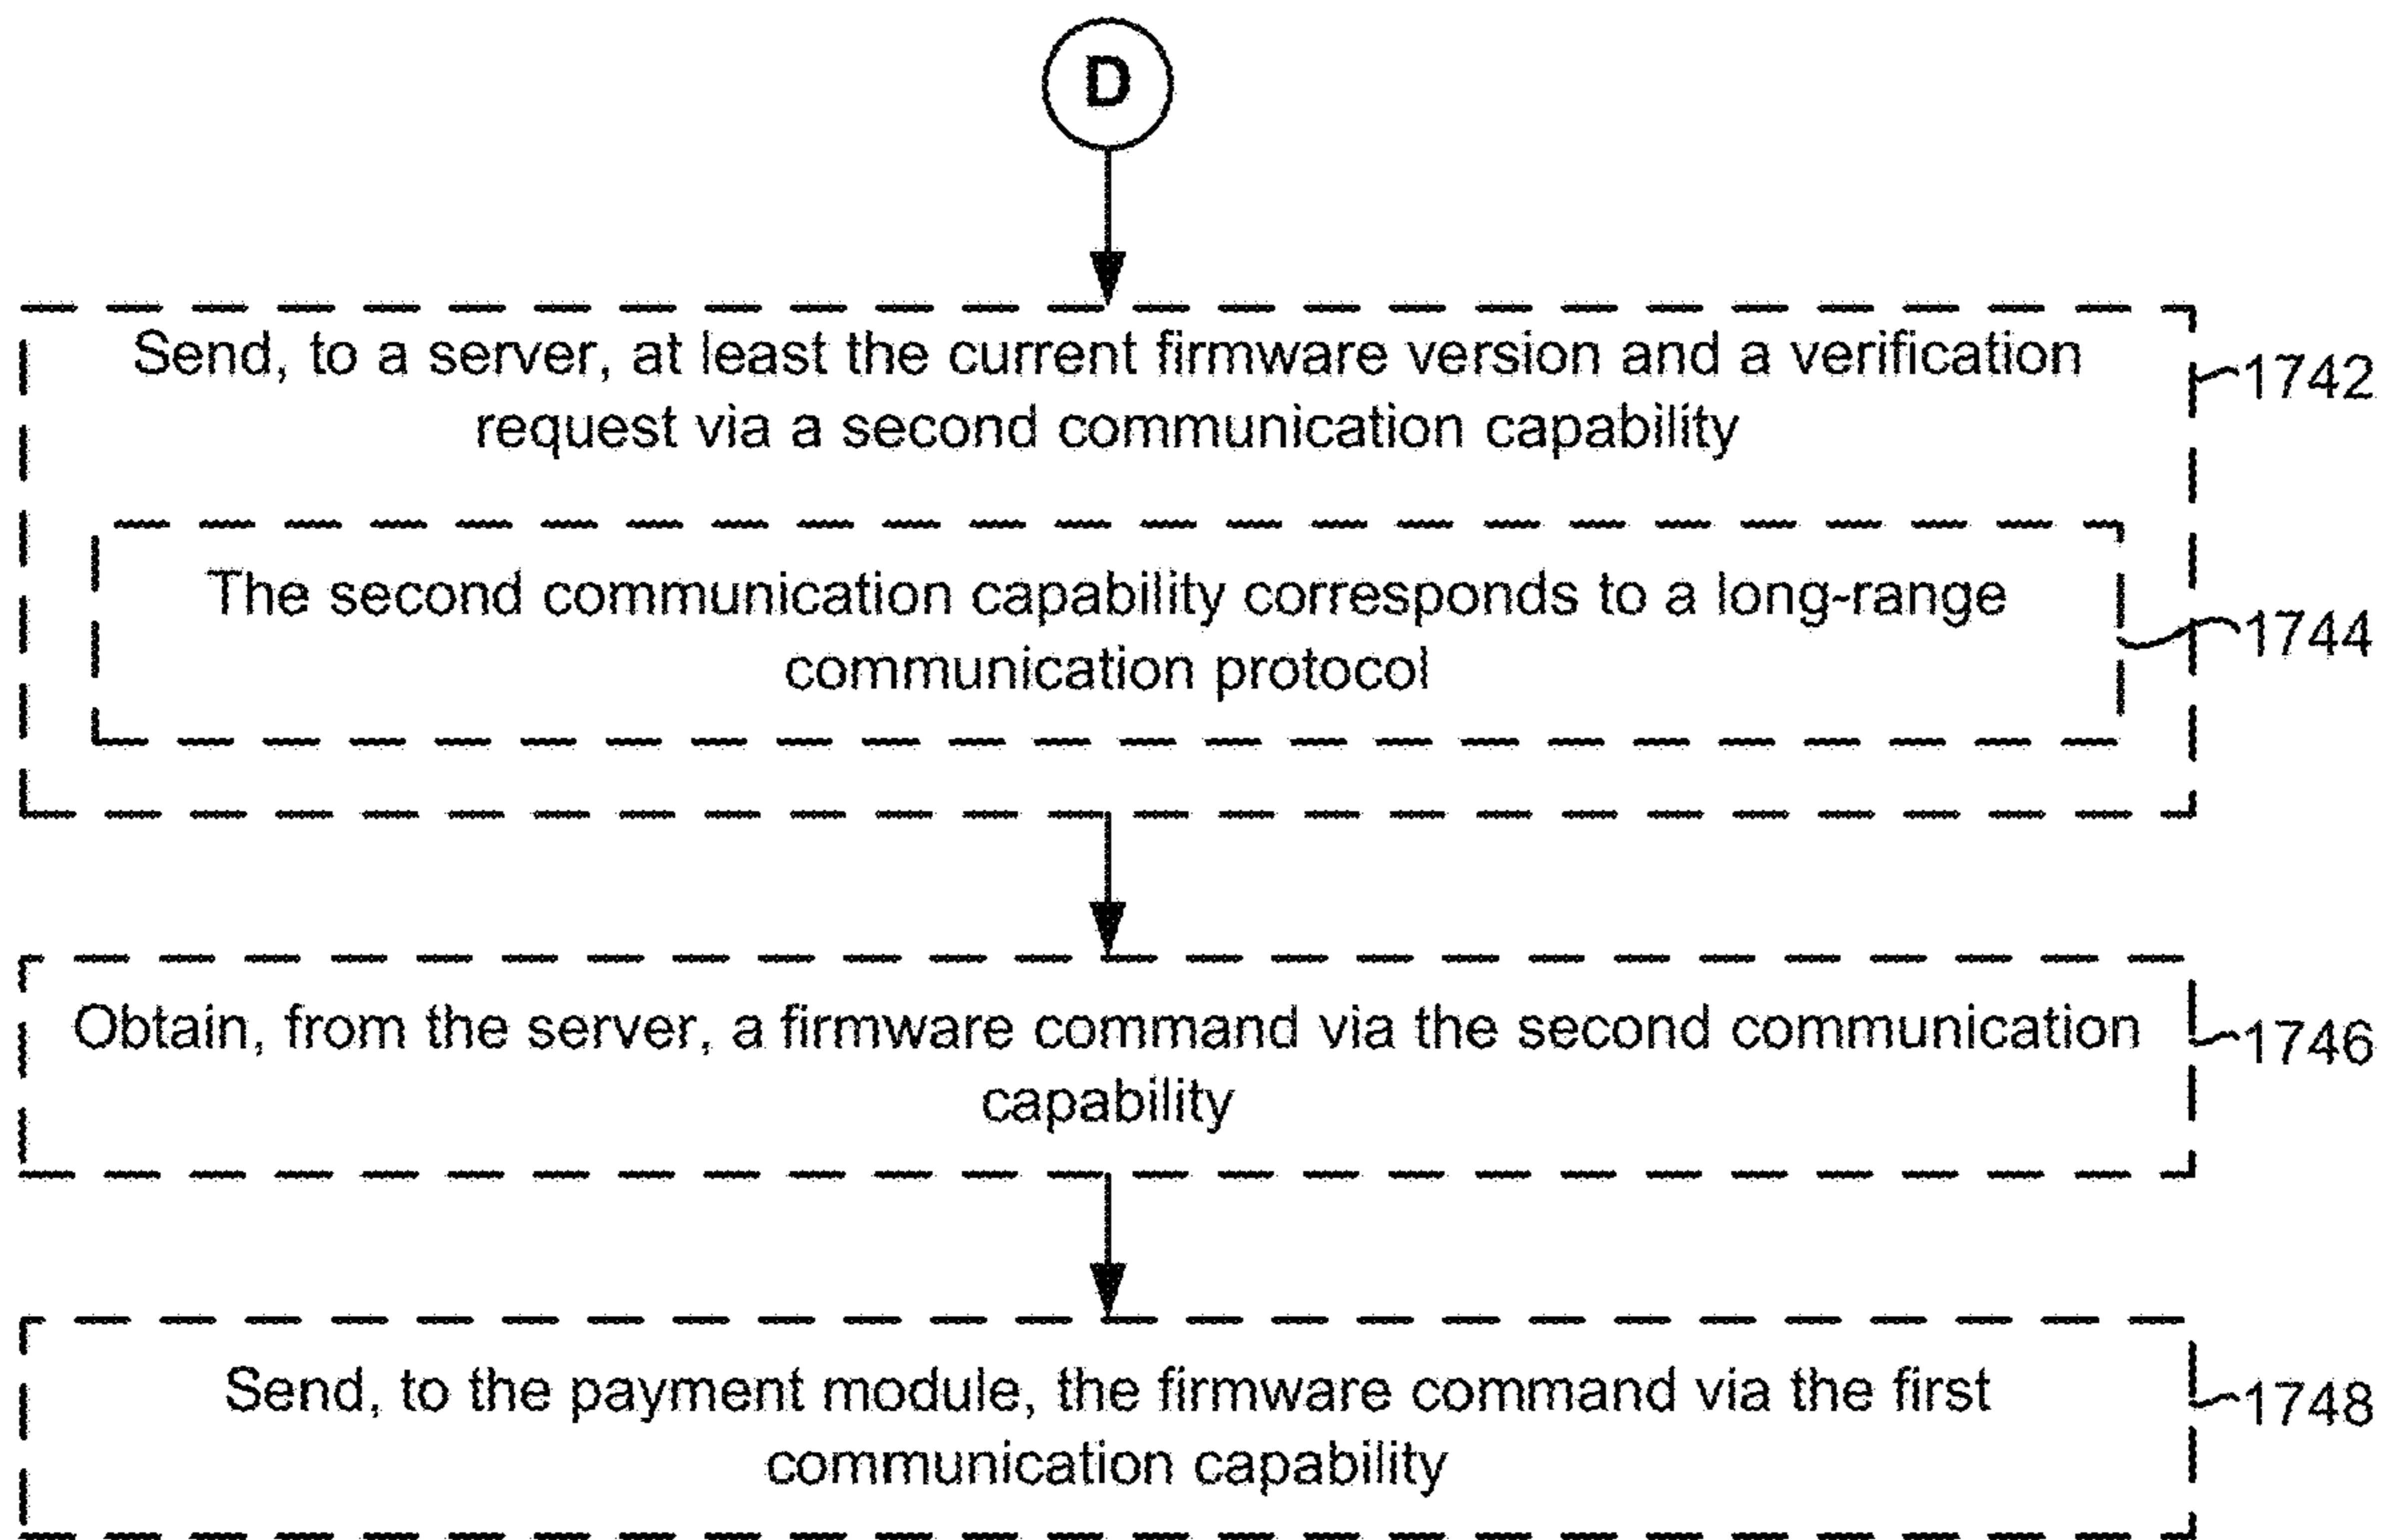 D
Send, to a server, at least the current firmware version and a verification
request via a second communication capability
1742
The second communication capability corresponds to a long-range
communication protocol
1744
Obtain, from the server, a firmware command via the second communication
capability
1746
Send, to the payment module, the firmware command via the first
communication capability
1748